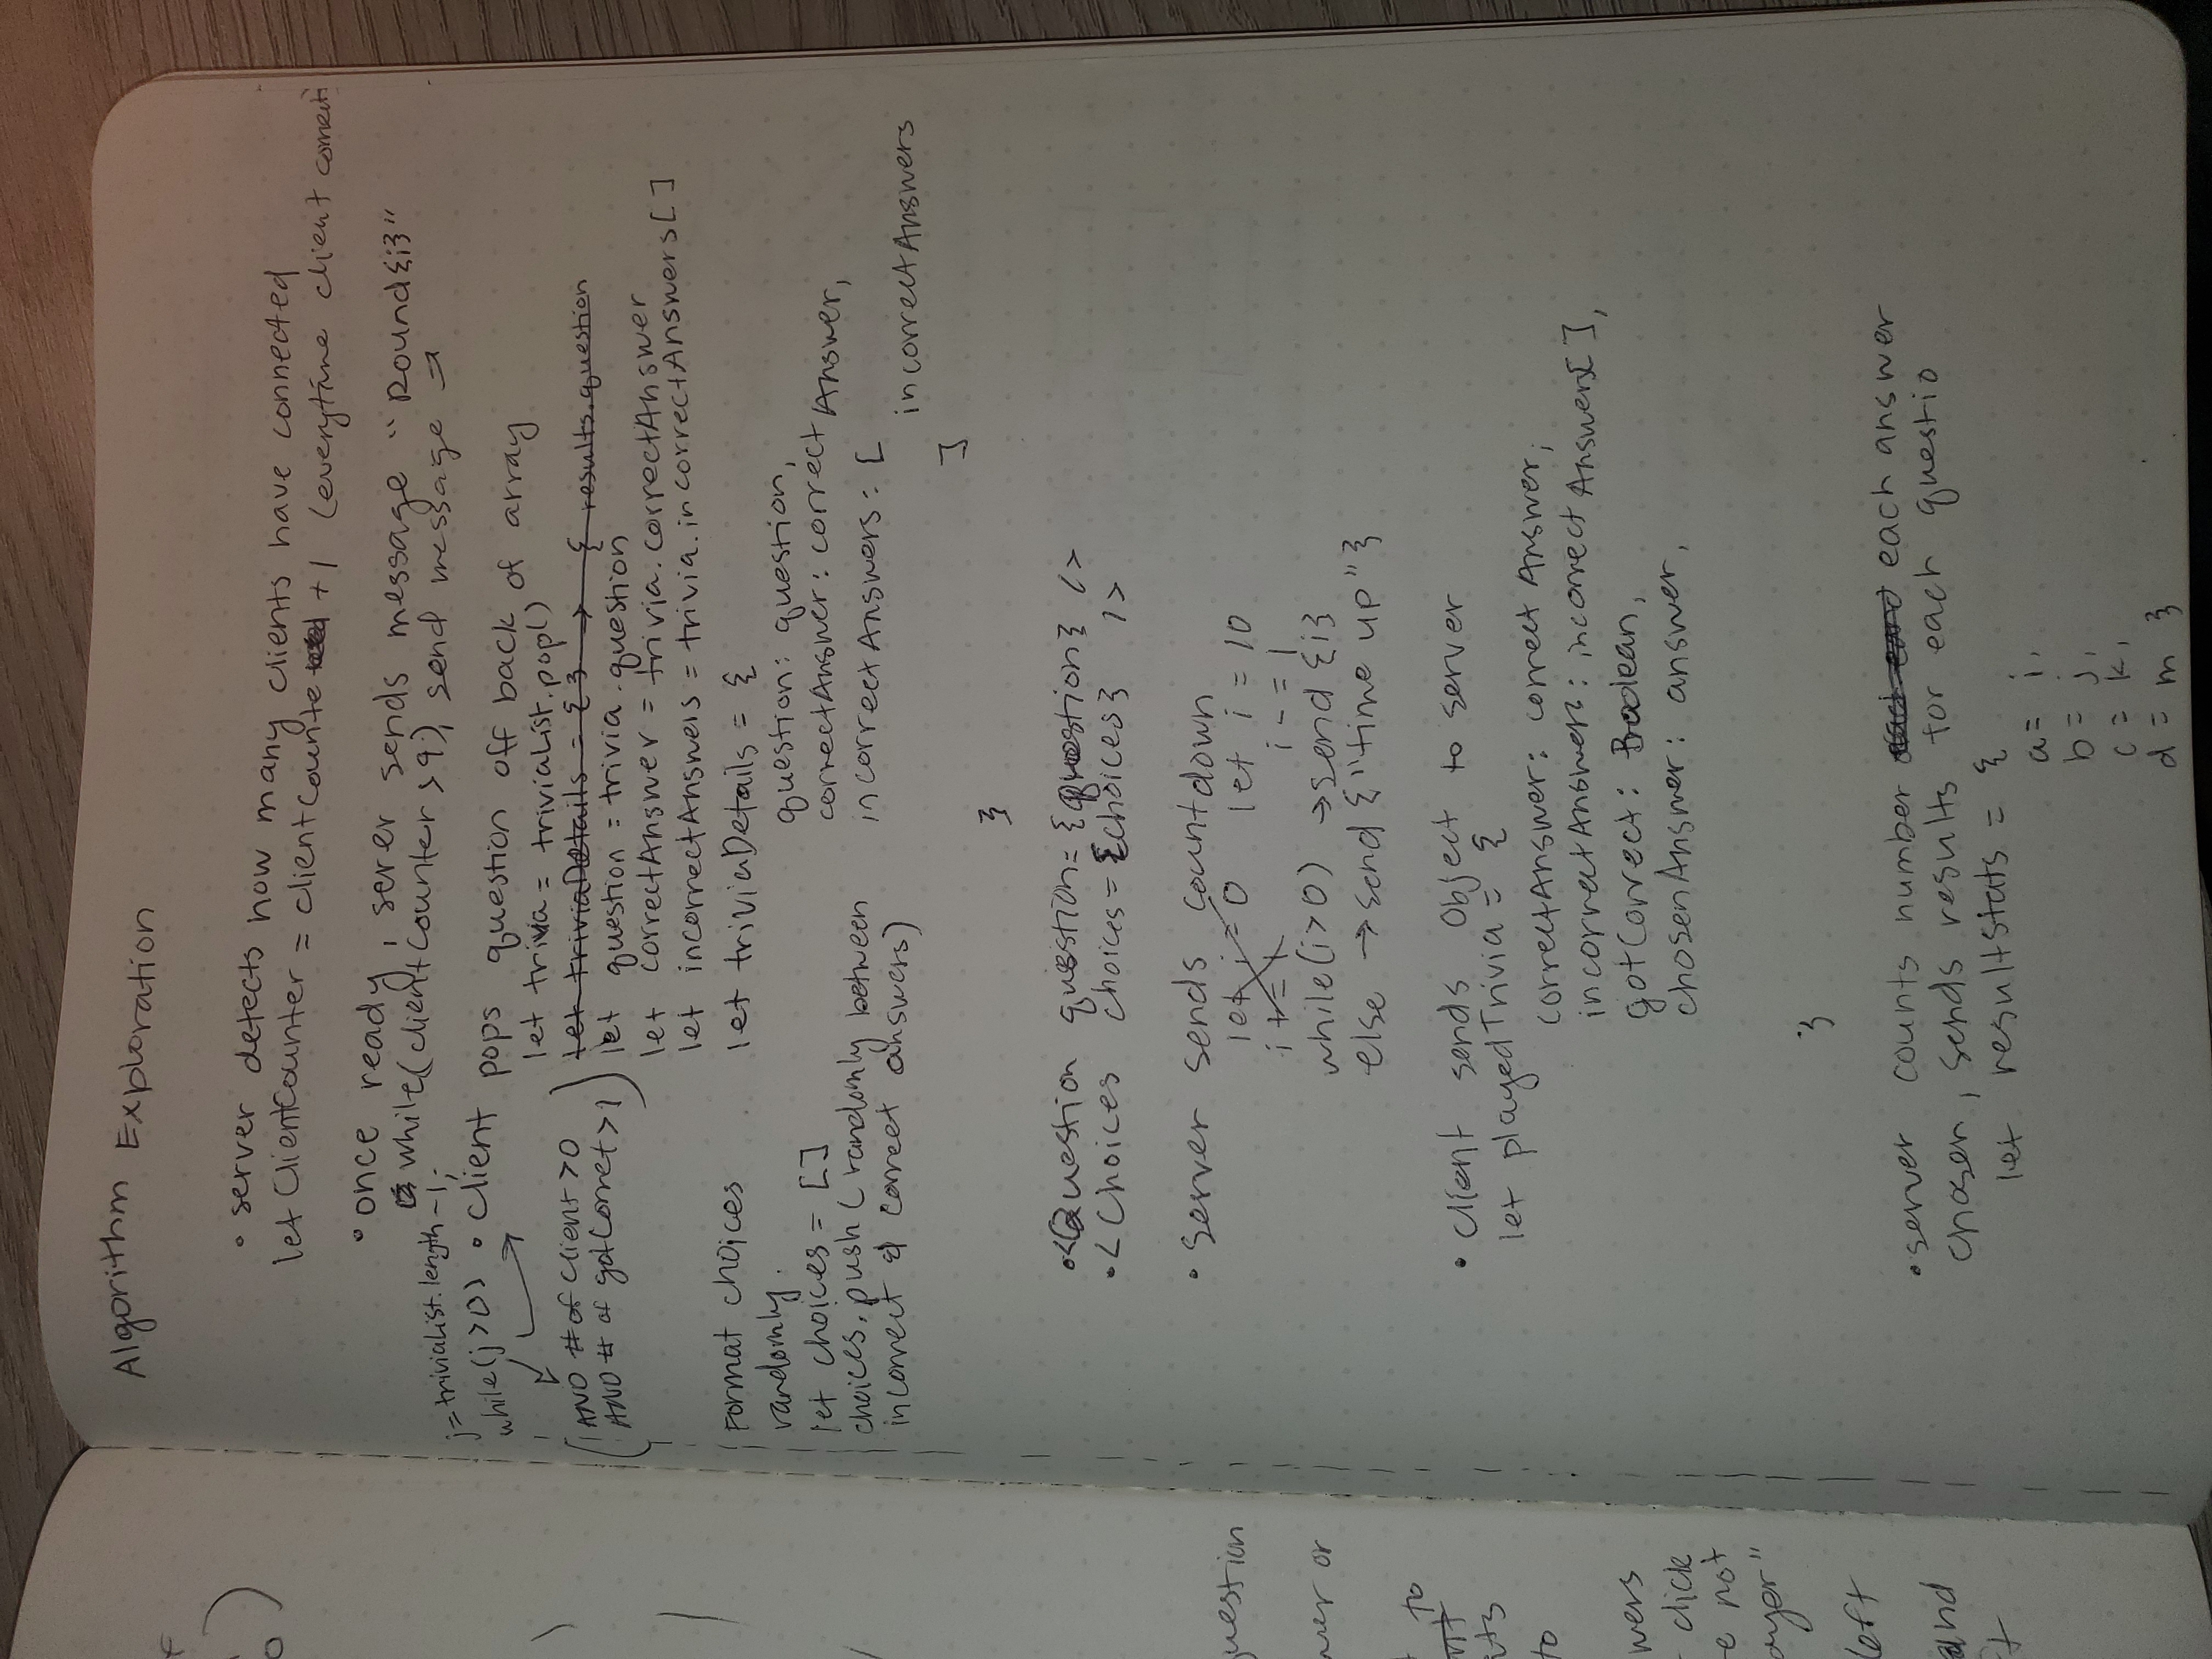 Algorithm Exploration
• server detects how many clients have connected
let ClientCounter = clientCounte +1 (everytime client connects
• once ready, serer sends message "Round{i}"
while(clientCounter > 9), send message →
j = triviaList.length - 1;
while(j>0)
(AND # of client >0
AND # of gotCorret >1)
• client pops question off back of array
let trivia = triviaList.pop()
let triviaDetails = { } → { results.question
let question = trivia.question
let correctAnswer = trivia.correctAnswer
let incorrectAnswers = trivia.incorrectAnswers[ ]
let triviaDetails = {
question: question,
correctAnswer: correctAnswer,
incorrectAnswers: [
incorrectAnswers
]
}
Format choices
randomly.
let choices = []
choices.push( randomly between
incorrect & correct answers)
• <Question question={question} />
• <Choices choices={choices} />
• Server sends countdown
let i = 0 let i = 10
i += 1 i -= 1
while(i>0) → send {i}
else → send {"time up"}
• client sends object to server
let playedTrivia = {
correctAnswer: correctAnswer,
incorrectAnswers: incorrectAnswers[ ],
gotCorrect: Boolean,
chosenAnswer: answer,
}
• server counts number each answer
chosen, sends results for each questio
let resultStats = {
a = i,
b = j,
c = k,
d = m }
uestion
or
to
to
wers
click
not
ayer"
left
and